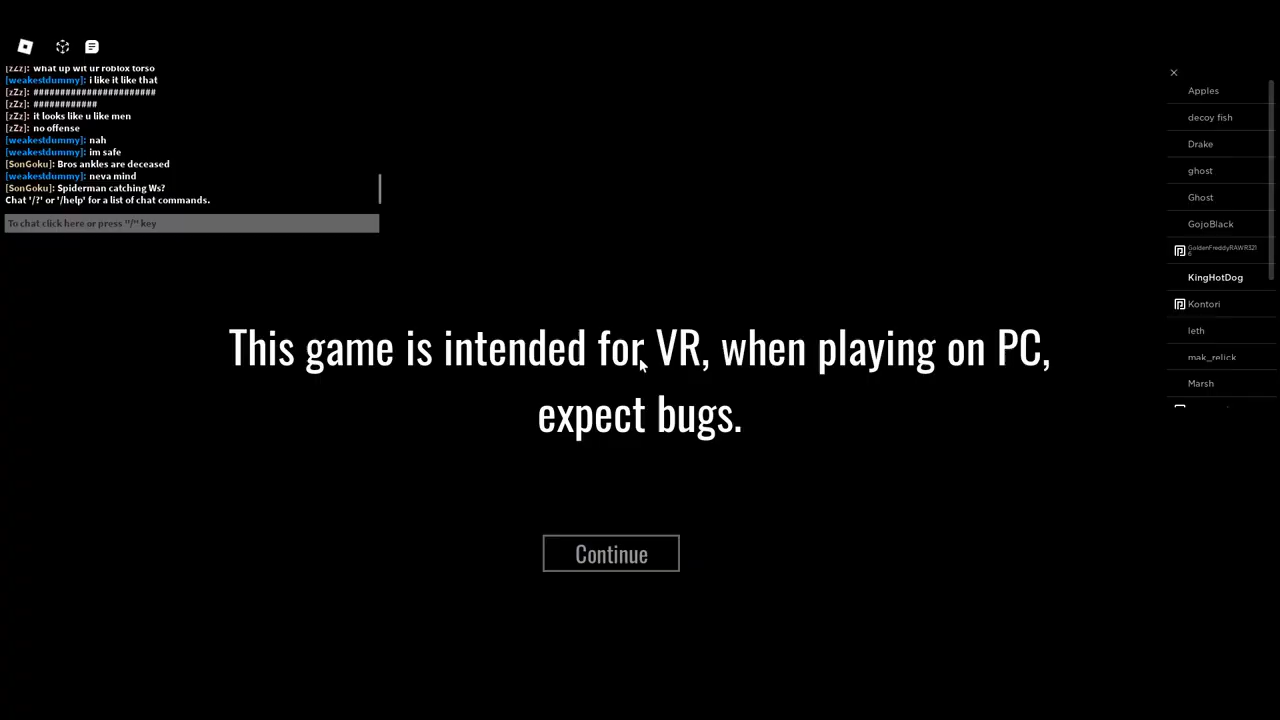 [zZz]: what up wit ur roblox torso
[weakestdummy]: i like it like that
[zZz]: #######################
[zZz]: ############
[zZz]: it looks like u like men
[zZz]: no offense
[weakestdummy]: nah
[weakestdummy]: im safe
[SonGoku]: Bros ankles are deceased
[weakestdummy]: neva mind
[SonGoku]: Spiderman catching Ws?
Chat '/?' or '/help' for a list of chat commands.
To chat click here or press "/" key
Apples
decoy fish
Drake
ghost
Ghost
GojoBlack
GoldenFreddyRAWR321
6
KingHotDog
Kontori
leth
mak_relick
Marsh
This game is intended for VR, when playing on PC,
expect bugs.
Continue